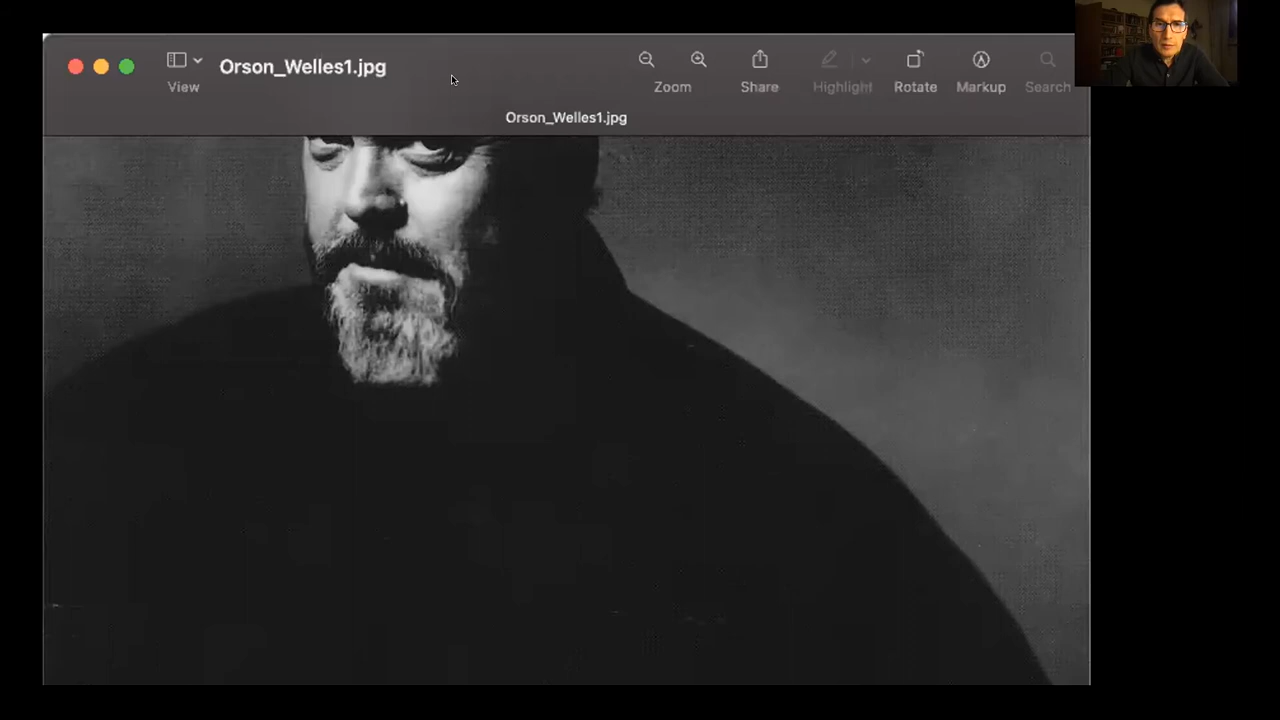 Orson_Welles1.jpg
View
Zoom
Share
Highlight
Rotate
Markup
Search
Orson_Welles1.jpg